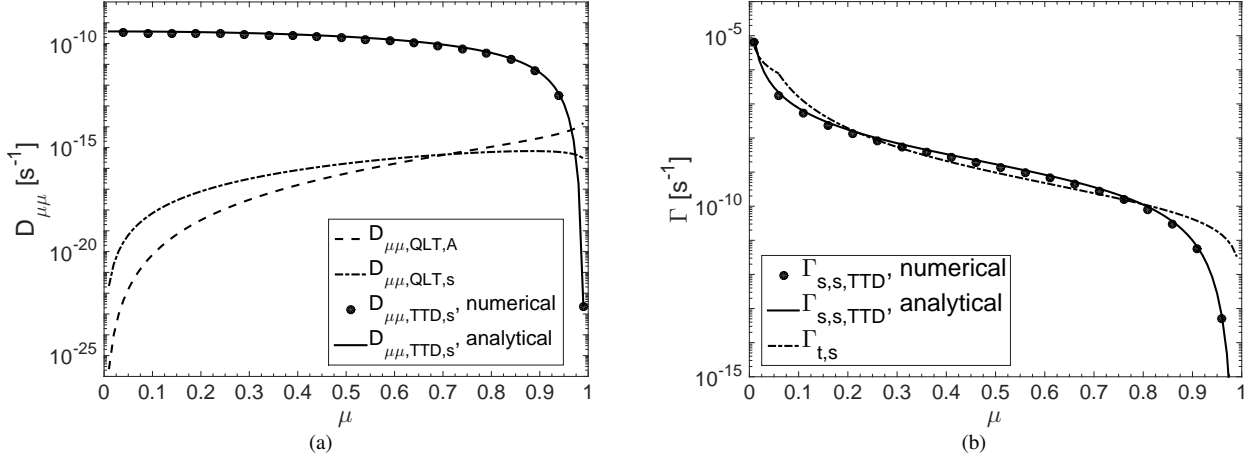 10^-10
10^-15
10^-20
10^-25
D_μμ [s^-1]
0 0.1 0.2 0.3 0.4 0.5 0.6 0.7 0.8 0.9 1
μ
D_μμ,QLT,A
D_μμ,QLT,s
D_μμ,TTD,s, numerical
D_μμ,TTD,s, analytical
(a)
10^-5
10^-10
10^-15
Γ [s^-1]
0 0.1 0.2 0.3 0.4 0.5 0.6 0.7 0.8 0.9 1
μ
Γ_s,s,TTD, numerical
Γ_s,s,TTD, analytical
Γ_t,s
(b)